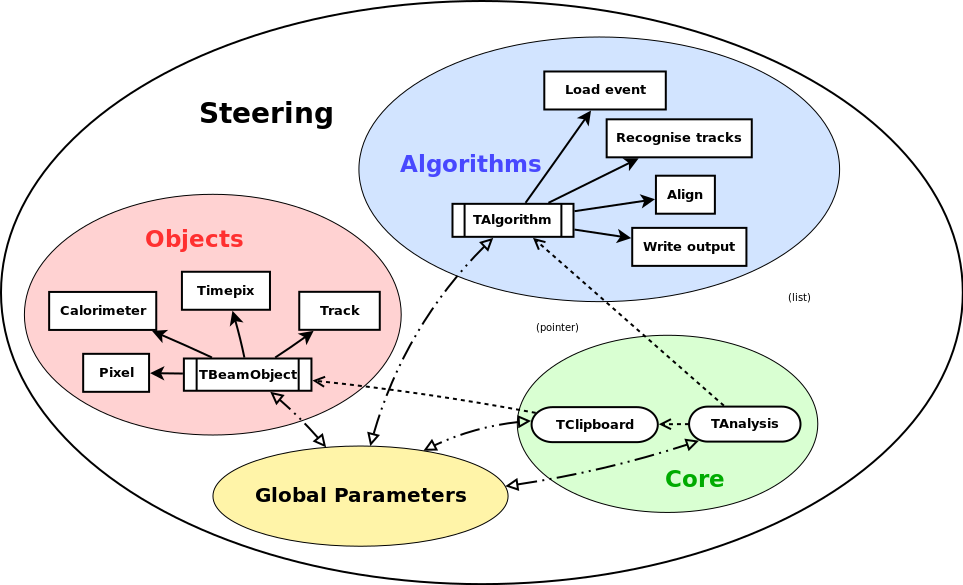 Steering
Algorithms
Load event
Recognise tracks
Align
TAlgorithm
Write output
Objects
Calorimeter
Timepix
Track
Pixel
TBeamObject
(list)
(pointer)
TClipboard
TAnalysis
Core
Global Parameters